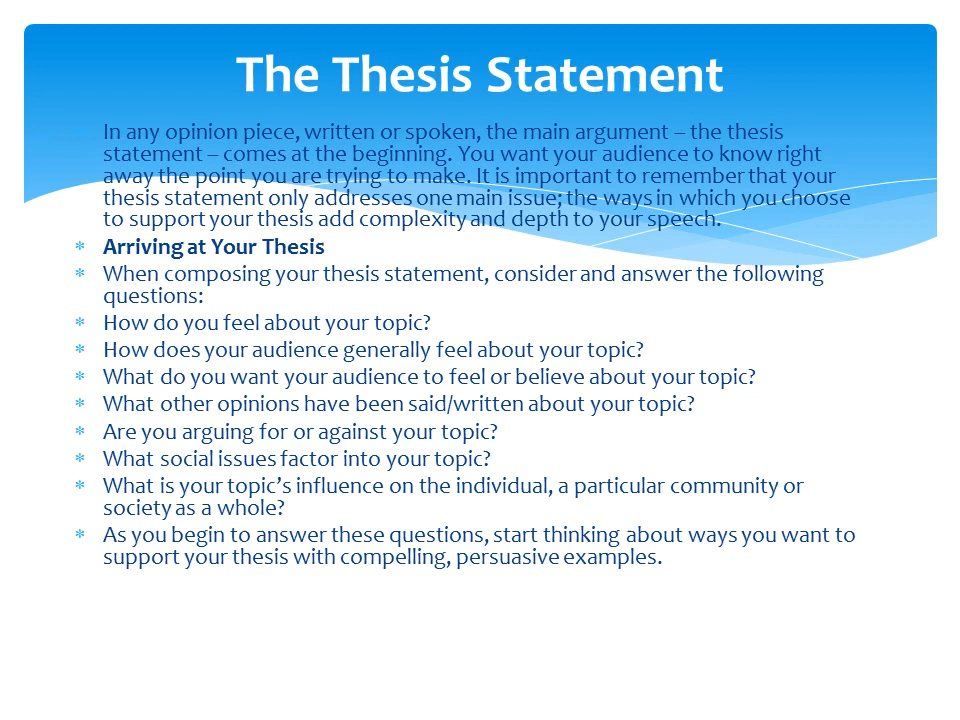 The Thesis Statement
In any opinion piece, written or spoken, the main argument – the thesis
statement – comes at the beginning. You want your audience to know right
away the point you are trying to make. It is important to remember that your
thesis statement only addresses one main issue; the ways in which you choose
to support your thesis add complexity and depth to your speech.
* Arriving at Your Thesis
* When composing your thesis statement, consider and answer the following
questions:
* How do you feel about your topic?
* How does your audience generally feel about your topic?
* What do you want your audience to feel or believe about your topic?
* What other opinions have been said/written about your topic?
* Are you arguing for or against your topic?
* What social issues factor into your topic?
* What is your topic’s influence on the individual, a particular community or
society as a whole?
* As you begin to answer these questions, start thinking about ways you want to
support your thesis with compelling, persuasive examples.